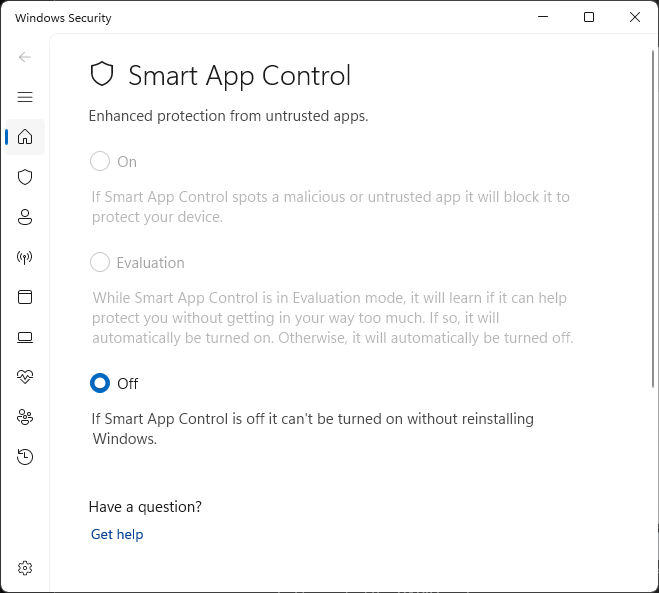 Windows Security
Smart App Control
Enhanced protection from untrusted apps.
On
If Smart App Control spots a malicious or untrusted app it will block it to
protect your device.
Evaluation
While Smart App Control is in Evaluation mode, it will learn if it can help
protect you without getting in your way too much. If so, it will
automatically be turned on. Otherwise, it will automatically be turned off.
Off
If Smart App Control is off it can't be turned on without reinstalling
Windows.
Have a question?
Get help